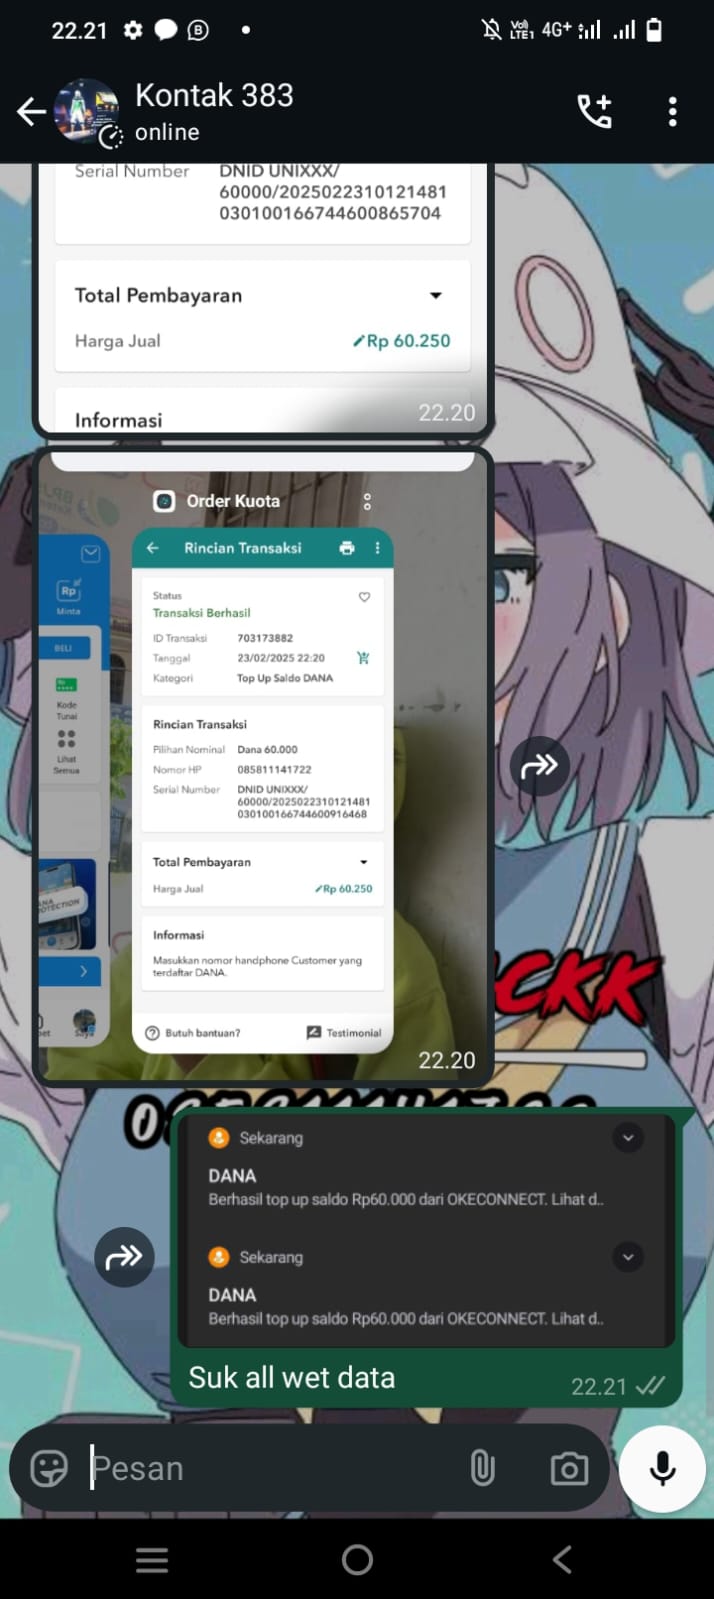 22.21
VoD
LTE1
4G+
Kontak 383
online
Serial Number DNID UNIXXX/
60000/2025022310121481
030100166744600865704
Total Pembayaran
Harga Jual Rp 60.250
Informasi
22.20
Order Kuota
Rincian Transaksi
Status
Transaksi Berhasil
ID Transaksi 703173882
Tanggal 23/02/2025 22:20
Kategori Top Up Saldo DANA
Rincian Transaksi
Pilihan Nominal Dana 60.000
Nomor HP 085811141722
Serial Number DNID UNIXXX/
60000/2025022310121481
030100166744600916468
Total Pembayaran
Harga Jual Rp 60.250
Informasi
Masukkan nomor handphone Customer yang
terdaftar DANA.
Butuh bantuan? Testimonial
Rp
Minta
BELI
Kode
Tunai
Lihat
Semua
22.20
Sekarang
DANA
Berhasil top up saldo Rp60.000 dari OKECONNECT. Lihat d..
Sekarang
DANA
Berhasil top up saldo Rp60.000 dari OKECONNECT. Lihat d..
Suk all wet data
22.21
Pesan